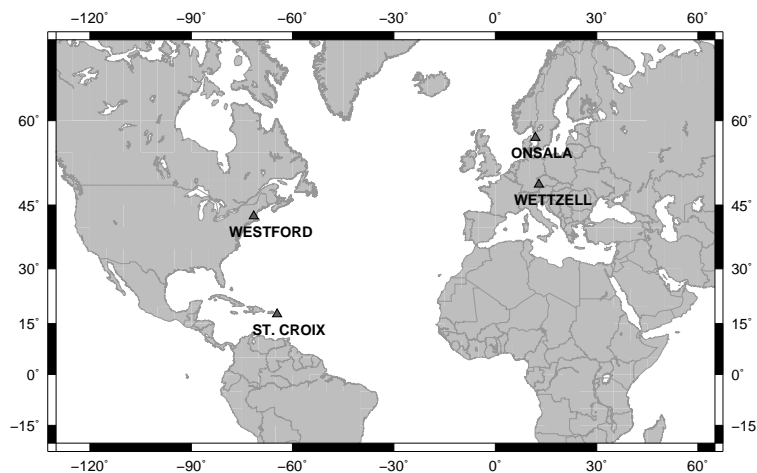 −120˚ −90˚ −60˚ −30˚ 0˚ 30˚ 60˚
60˚ 60˚
ONSALA
WETTZELL
45˚ 45˚
WESTFORD
30˚ 30˚
ST. CROIX
15˚ 15˚
0˚ 0˚
−15˚ −15˚
−120˚ −90˚ −60˚ −30˚ 0˚ 30˚ 60˚